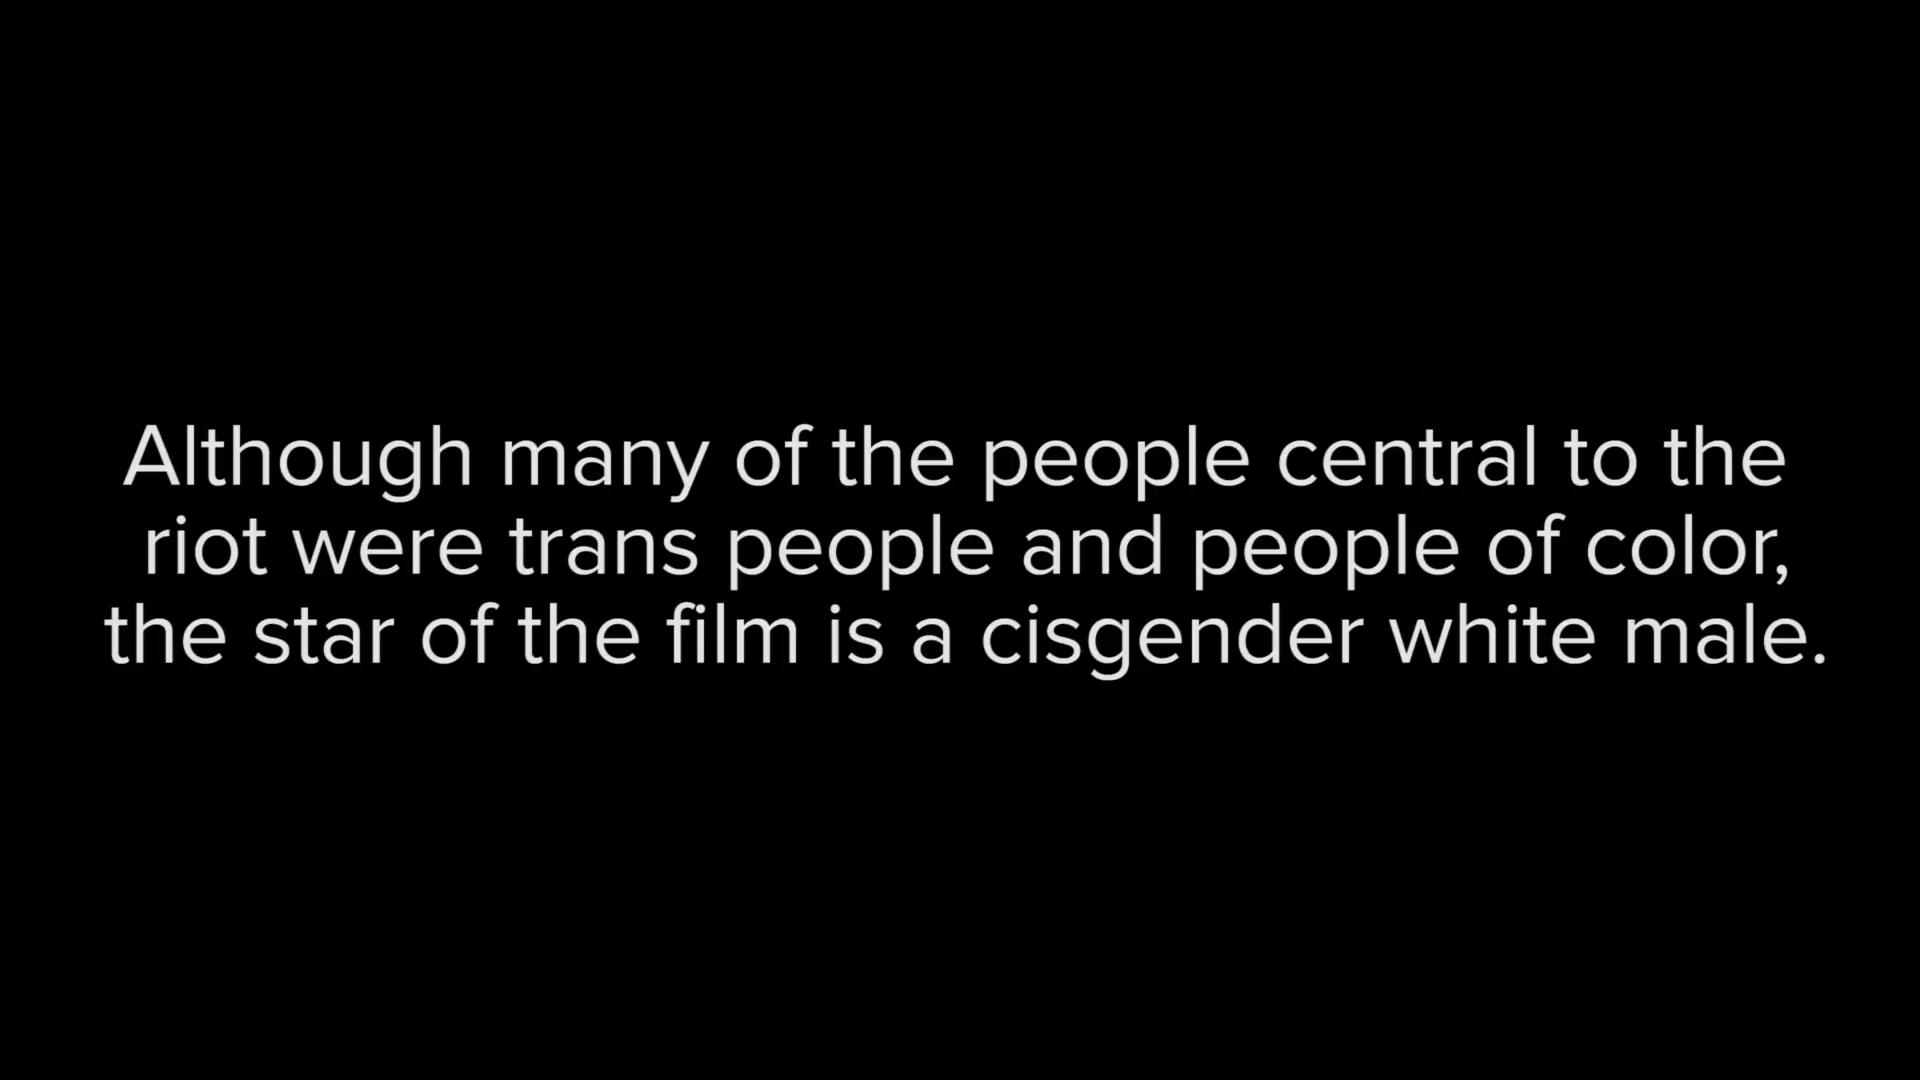 Although many of the people central to the
riot were trans people and people of color,
the star of the film is a cisgender white male.